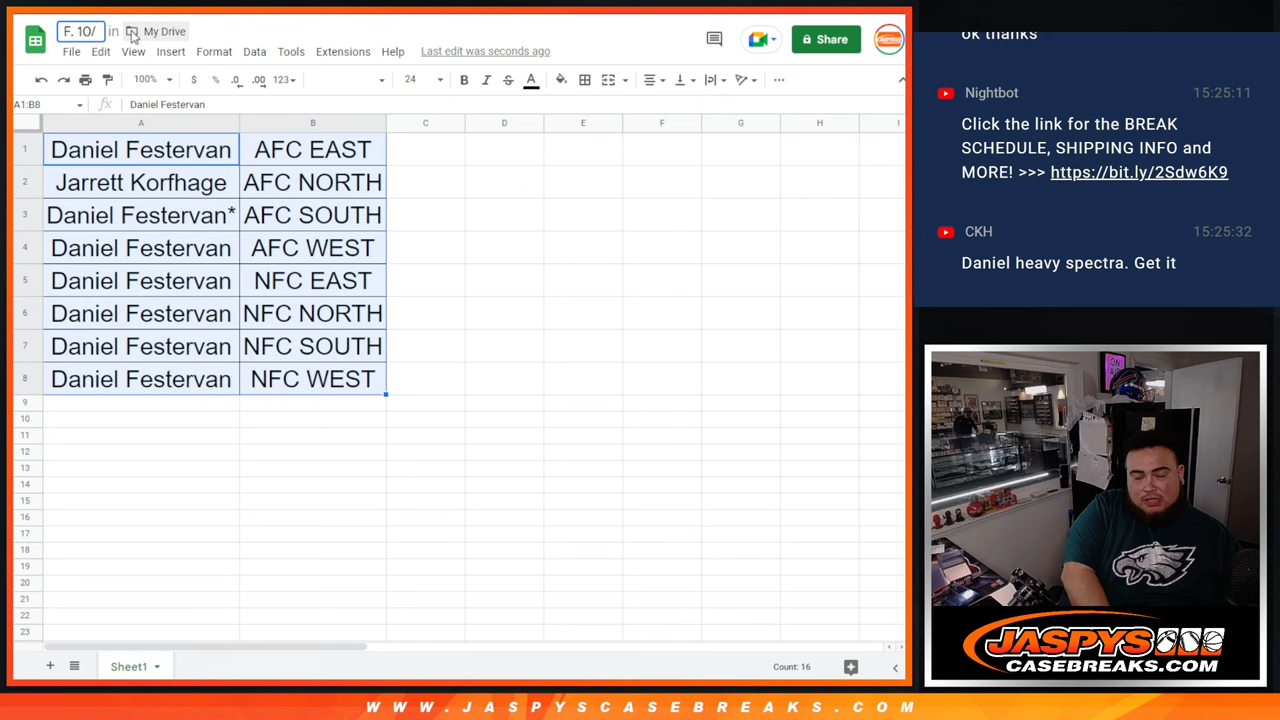 F. 10/ in My Drive
File Edit View Insert Format Data Tools Extensions Help Last edit was seconds ago
Share
100% $ % .0 .00 123 24 B I S A
A1:B8 fx Daniel Festervan
A B C D E F G H I
1 Daniel Festervan AFC EAST
2 Jarrett Korfhage AFC NORTH
3 Daniel Festervan* AFC SOUTH
4 Daniel Festervan AFC WEST
5 Daniel Festervan NFC EAST
6 Daniel Festervan NFC NORTH
7 Daniel Festervan NFC SOUTH
8 Daniel Festervan NFC WEST
9
10
11
12
13
14
15
16
17
18
19
20
21
22
23
Sheet1 Count: 16
ok thanks
Nightbot 15:25:11
Click the link for the BREAK
SCHEDULE, SHIPPING INFO and
MORE! >>> https://bit.ly/2Sdw6K9
CKH 15:25:32
Daniel heavy spectra. Get it
ON
JASPYS
CASEBREAKS.COM
WWW.JASPYSCASEBREAKS.COM